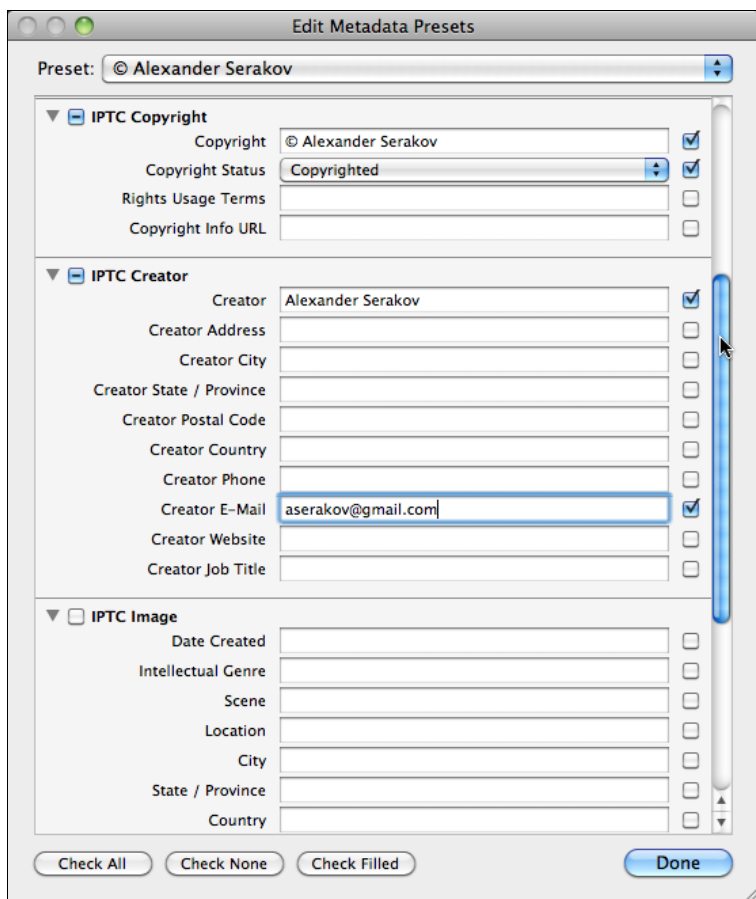 Edit Metadata Presets
Preset: © Alexander Serakov
IPTC Copyright
Copyright © Alexander Serakov
Copyright Status Copyrighted
Rights Usage Terms
Copyright Info URL
IPTC Creator
Creator Alexander Serakov
Creator Address
Creator City
Creator State / Province
Creator Postal Code
Creator Country
Creator Phone
Creator E-Mail aserakov@gmail.com
Creator Website
Creator Job Title
IPTC Image
Date Created
Intellectual Genre
Scene
Location
City
State / Province
Country
Check All Check None Check Filled Done